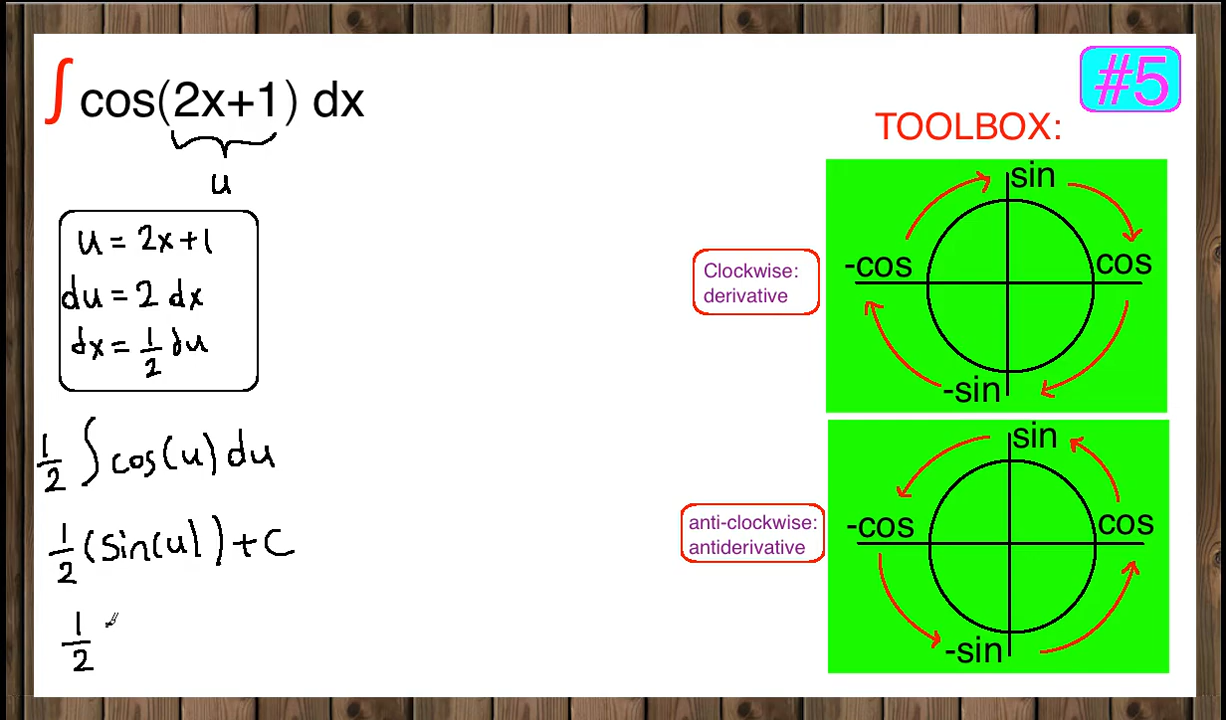 ∫ cos(2x+1) dx
u
u = 2x+1
du = 2 dx
dx = 1/2 du
1/2 ∫ cos(u) du
1/2 (sin(u)) + C
1/2
#5
TOOLBOX:
Clockwise:
derivative
sin
-cos
cos
-sin
anti-clockwise:
antiderivative
sin
-cos
cos
-sin